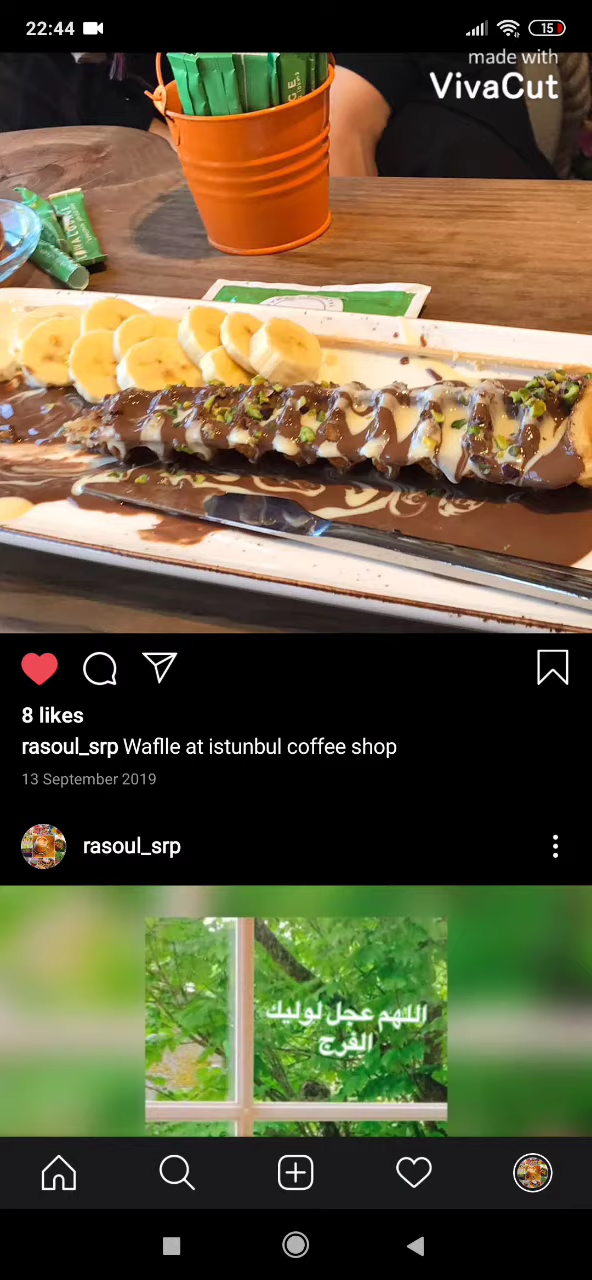 22:44
15
made with
VivaCut
8 likes
rasoul_srp Waflle at istunbul coffee shop
13 September 2019
rasoul_srp
اللهم عجل لوليك
الفرج